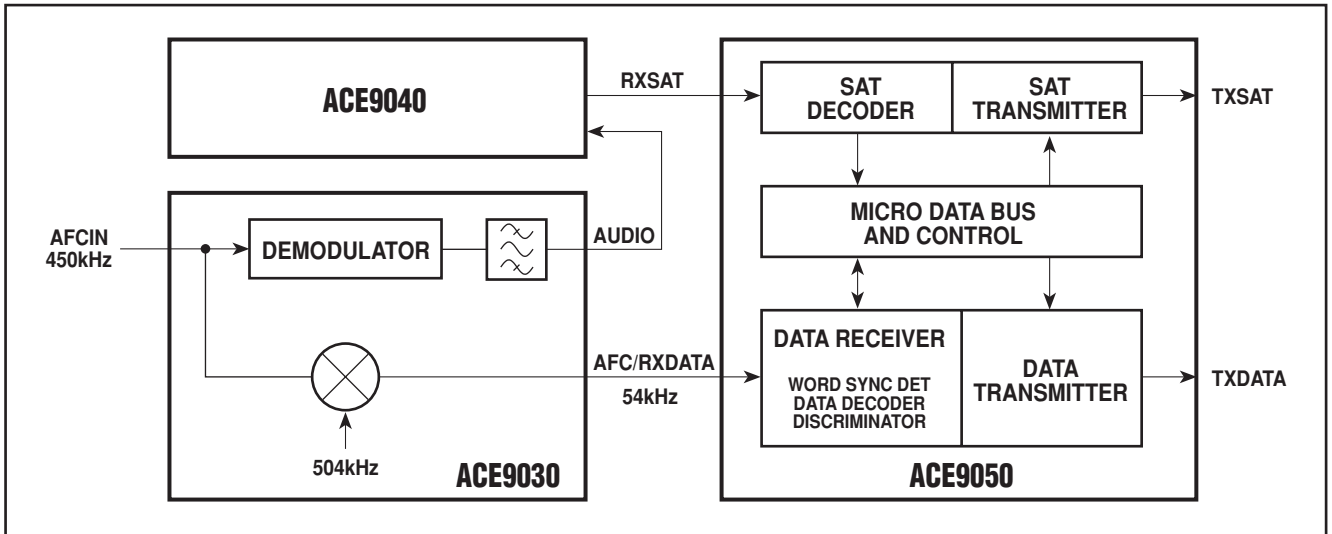 ACE9040
RXSAT
SAT
DECODER
SAT
TRANSMITTER
TXSAT
MICRO DATA BUS
AND CONTROL
AFCIN
450kHz
DEMODULATOR
AUDIO
AFC/RXDATA
54kHz
504kHz
ACE9030
DATA RECEIVER
WORD SYNC DET
DATA DECODER
DISCRIMINATOR
DATA
TRANSMITTER
TXDATA
ACE9050